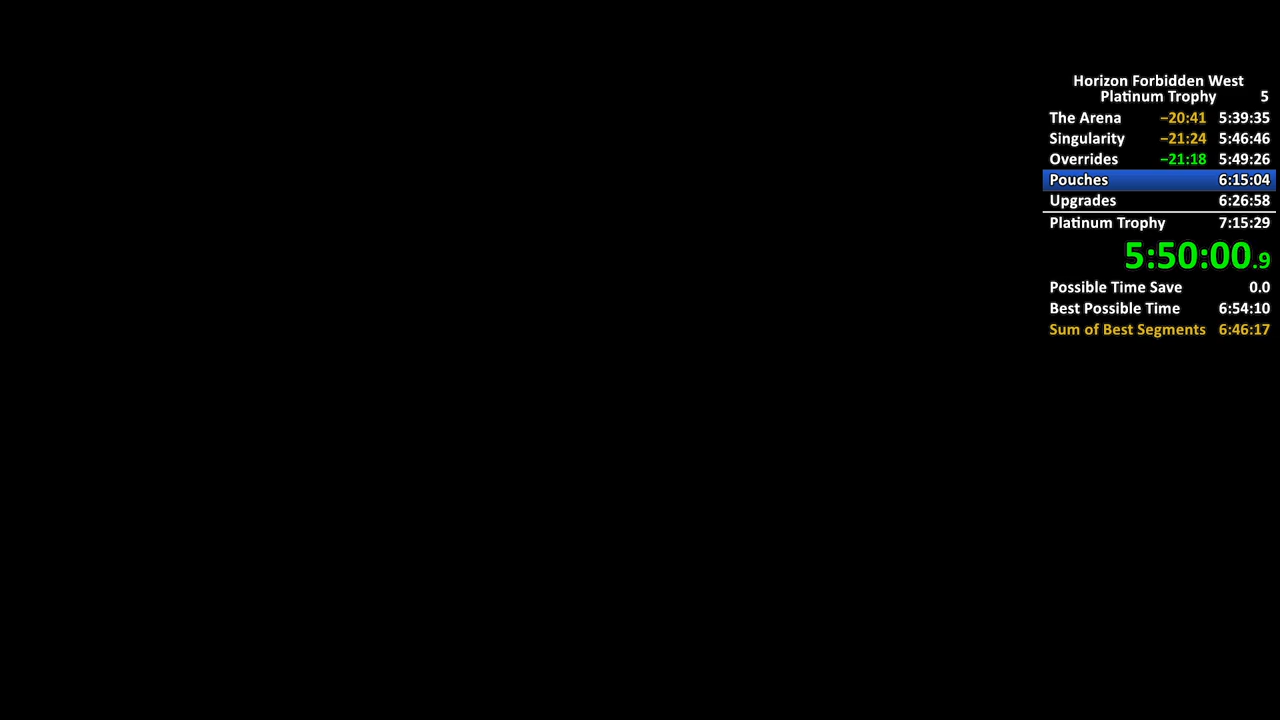 Horizon Forbidden West
Platinum Trophy 5
The Arena −20:41 5:39:35
Singularity −21:24 5:46:46
Overrides −21:18 5:49:26
Pouches 6:15:04
Upgrades 6:26:58
Platinum Trophy 7:15:29
5:50:00.9
Possible Time Save 0.0
Best Possible Time 6:54:10
Sum of Best Segments 6:46:17